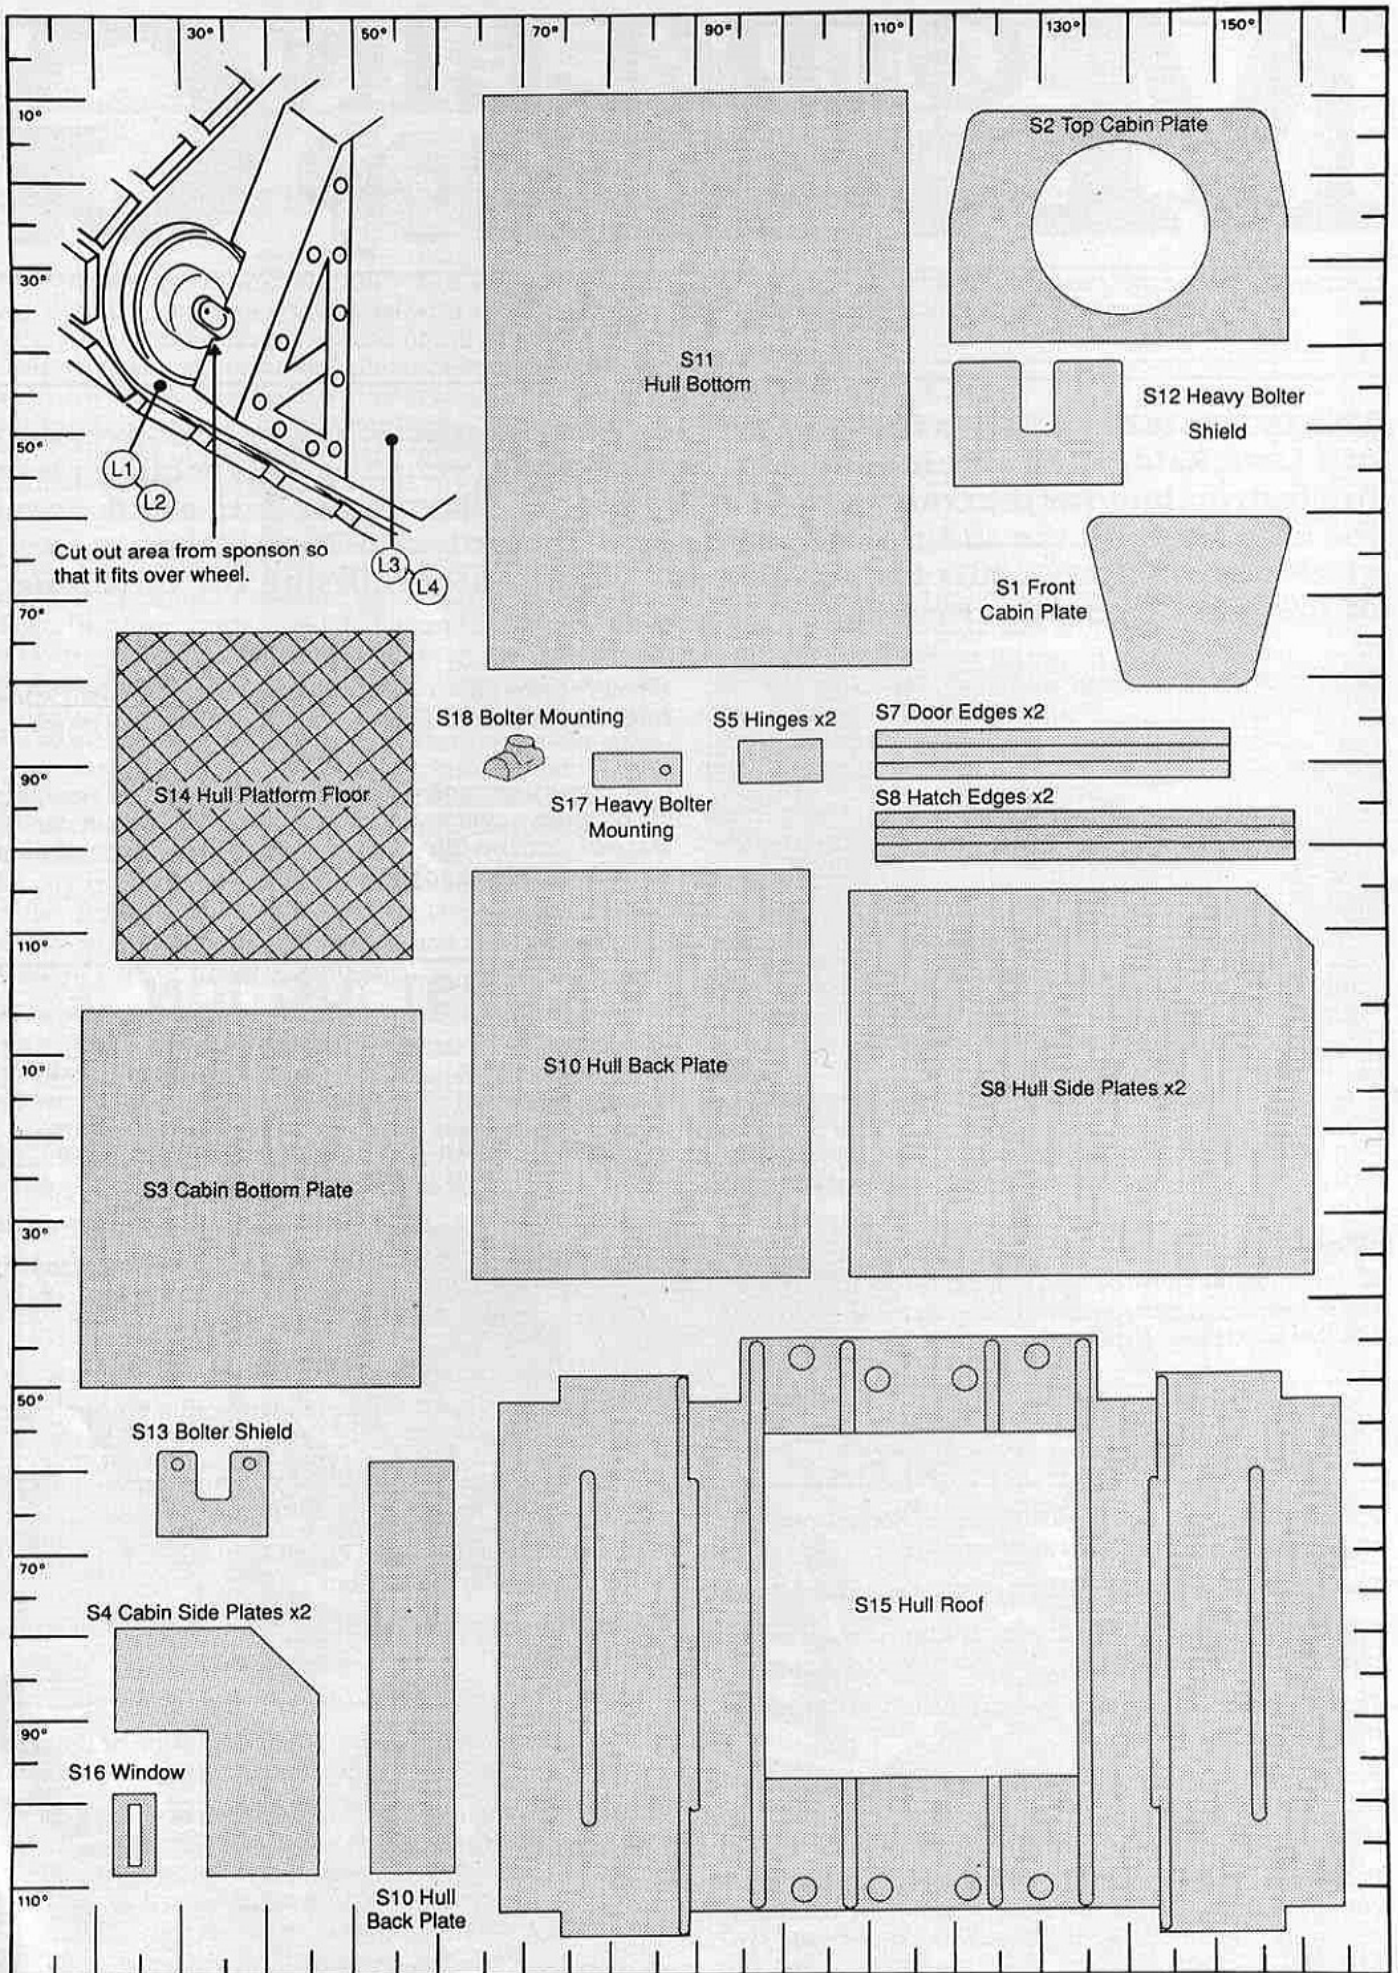 30°
50°
70°
90°
110°
130°
150°
10°
30°
50°
70°
90°
110°
10°
30°
50°
70°
90°
110°
L1
L2
Cut out area from sponson so
that it fits over wheel.
L3
L4
S11
Hull Bottom
S2 Top Cabin Plate
S12 Heavy Bolter
Shield
S1 Front
Cabin Plate
S14 Hull Platform Floor
S18 Bolter Mounting
S17 Heavy Bolter
Mounting
S5 Hinges x2
S7 Door Edges x2
S8 Hatch Edges x2
S3 Cabin Bottom Plate
S10 Hull Back Plate
S8 Hull Side Plates x2
S13 Bolter Shield
S4 Cabin Side Plates x2
S16 Window
S10 Hull
Back Plate
S15 Hull Roof